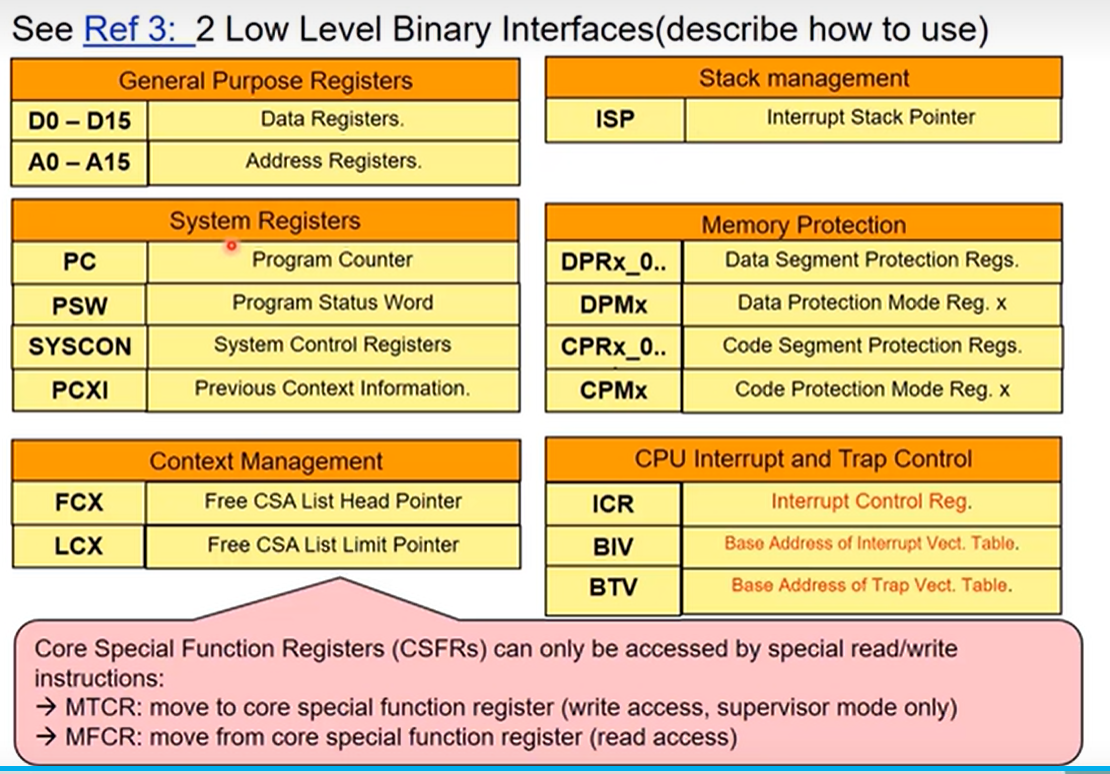 See Ref 3:  2 Low Level Binary Interfaces(describe how to use)
General Purpose Registers
D0 – D15 Data Registers.
A0 – A15 Address Registers.
Stack management
ISP Interrupt Stack Pointer
System Registers
PC Program Counter
PSW Program Status Word
SYSCON System Control Registers
PCXI Previous Context Information.
Memory Protection
DPRx_0.. Data Segment Protection Regs.
DPMx Data Protection Mode Reg. x
CPRx_0.. Code Segment Protection Regs.
CPMx Code Protection Mode Reg. x
Context Management
FCX Free CSA List Head Pointer
LCX Free CSA List Limit Pointer
CPU Interrupt and Trap Control
ICR Interrupt Control Reg.
BIV Base Address of Interrupt Vect. Table.
BTV Base Address of Trap Vect. Table.
Core Special Function Registers (CSFRs) can only be accessed by special read/write
instructions:
→ MTCR: move to core special function register (write access, supervisor mode only)
→ MFCR: move from core special function register (read access)